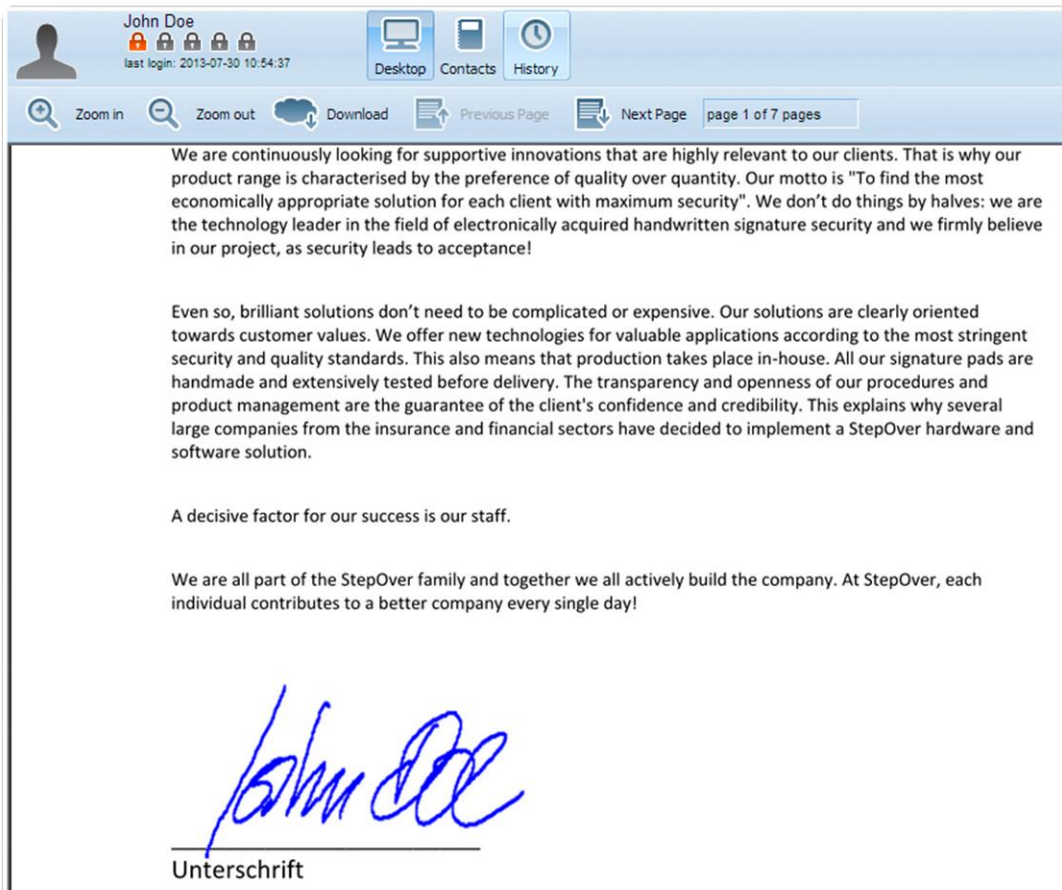 John Doe
last login: 2013-07-30 10:54:37
Desktop Contacts History
Zoom in Zoom out Download Previous Page Next Page page 1 of 7 pages
We are continuously looking for supportive innovations that are highly relevant to our clients. That is why our
product range is characterised by the preference of quality over quantity. Our motto is "To find the most
economically appropriate solution for each client with maximum security". We don’t do things by halves: we are
the technology leader in the field of electronically acquired handwritten signature security and we firmly believe
in our project, as security leads to acceptance!
Even so, brilliant solutions don’t need to be complicated or expensive. Our solutions are clearly oriented
towards customer values. We offer new technologies for valuable applications according to the most stringent
security and quality standards. This also means that production takes place in-house. All our signature pads are
handmade and extensively tested before delivery. The transparency and openness of our procedures and
product management are the guarantee of the client's confidence and credibility. This explains why several
large companies from the insurance and financial sectors have decided to implement a StepOver hardware and
software solution.
A decisive factor for our success is our staff.
We are all part of the StepOver family and together we all actively build the company. At StepOver, each
individual contributes to a better company every single day!
John Doe
Unterschrift